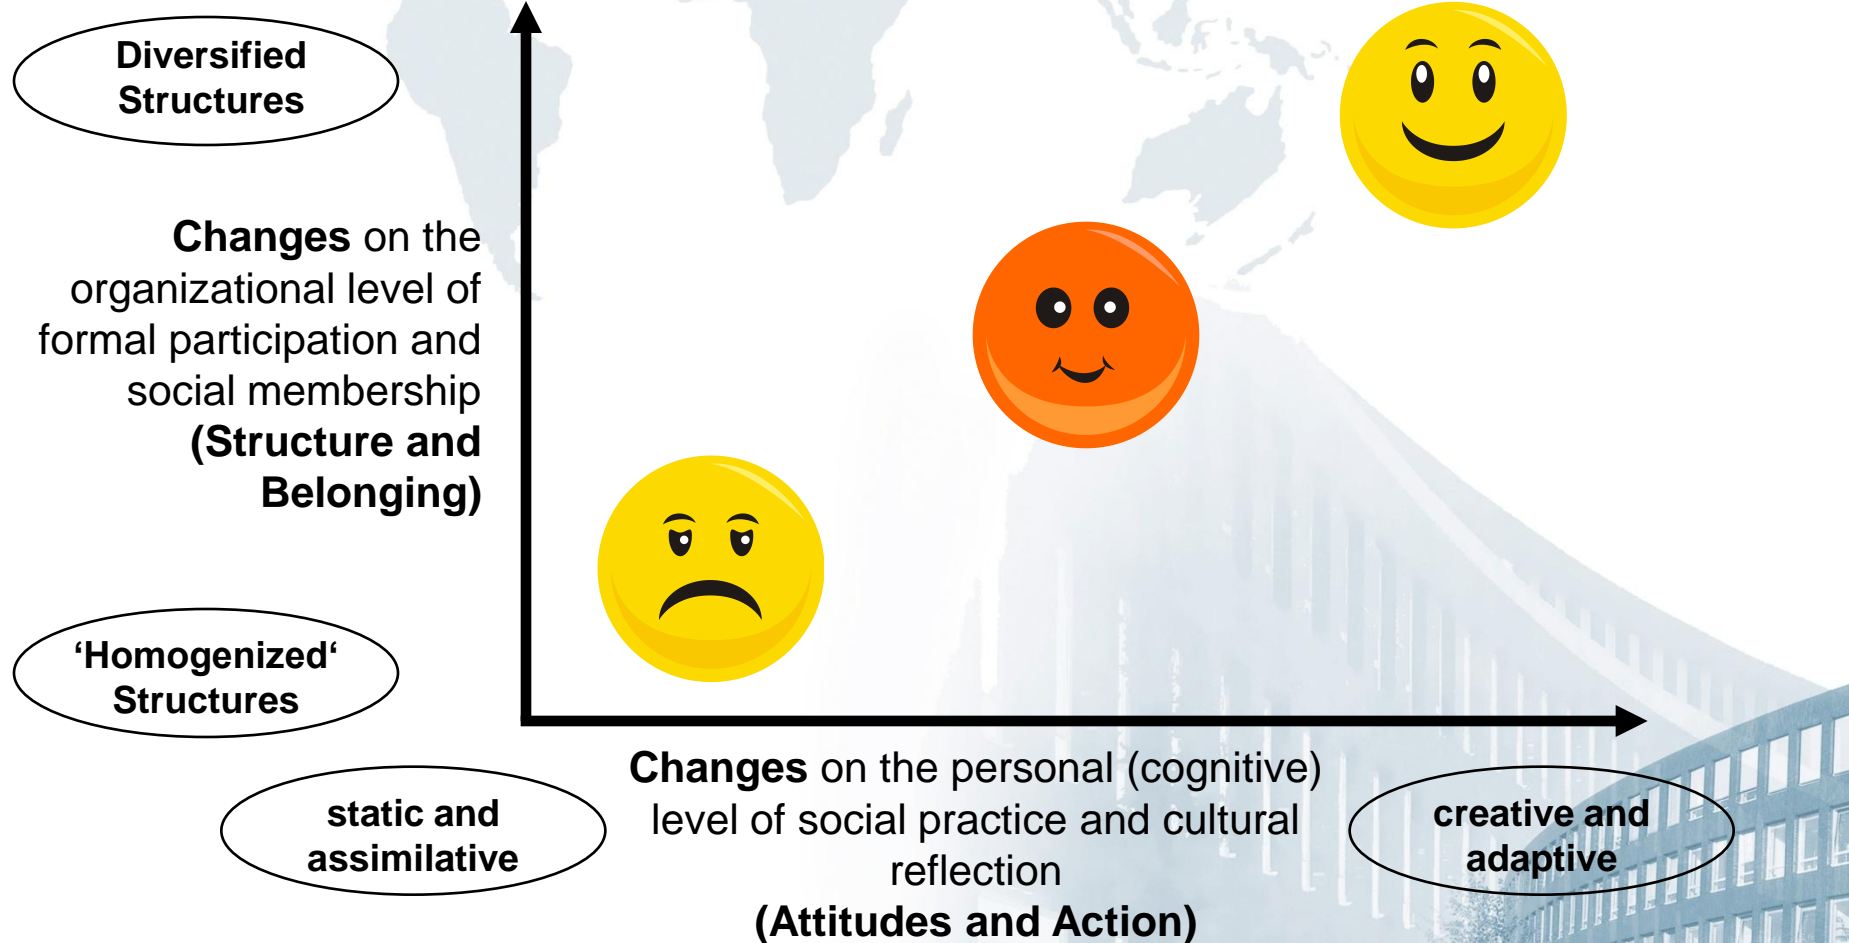 Diversified
Structures
Changes on the
organizational level of
formal participation and
social membership
(Structure and
Belonging)
‘Homogenized‘
Structures
static and
assimilative
Changes on the personal (cognitive)
level of social practice and cultural
reflection
(Attitudes and Action)
creative and
adaptive